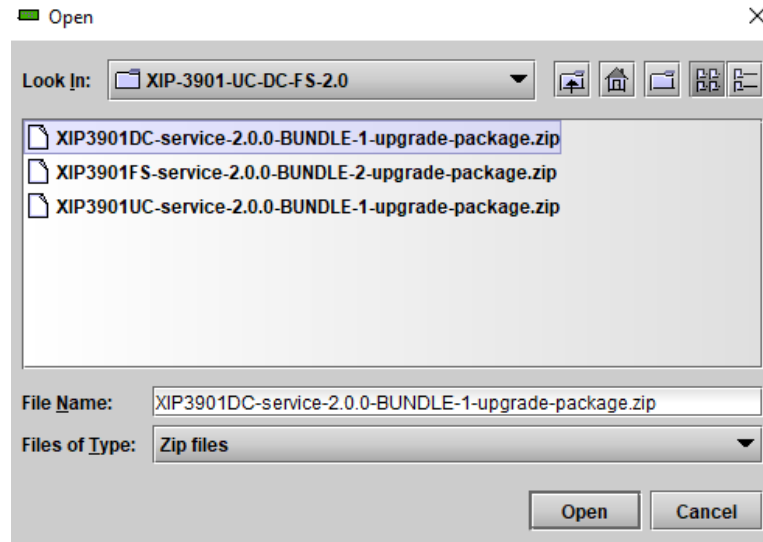 Open
Look In: XIP-3901-UC-DC-FS-2.0
XIP3901DC-service-2.0.0-BUNDLE-1-upgrade-package.zip
XIP3901FS-service-2.0.0-BUNDLE-2-upgrade-package.zip
XIP3901UC-service-2.0.0-BUNDLE-1-upgrade-package.zip
File Name: XIP3901DC-service-2.0.0-BUNDLE-1-upgrade-package.zip
Files of Type: Zip files
Open Cancel